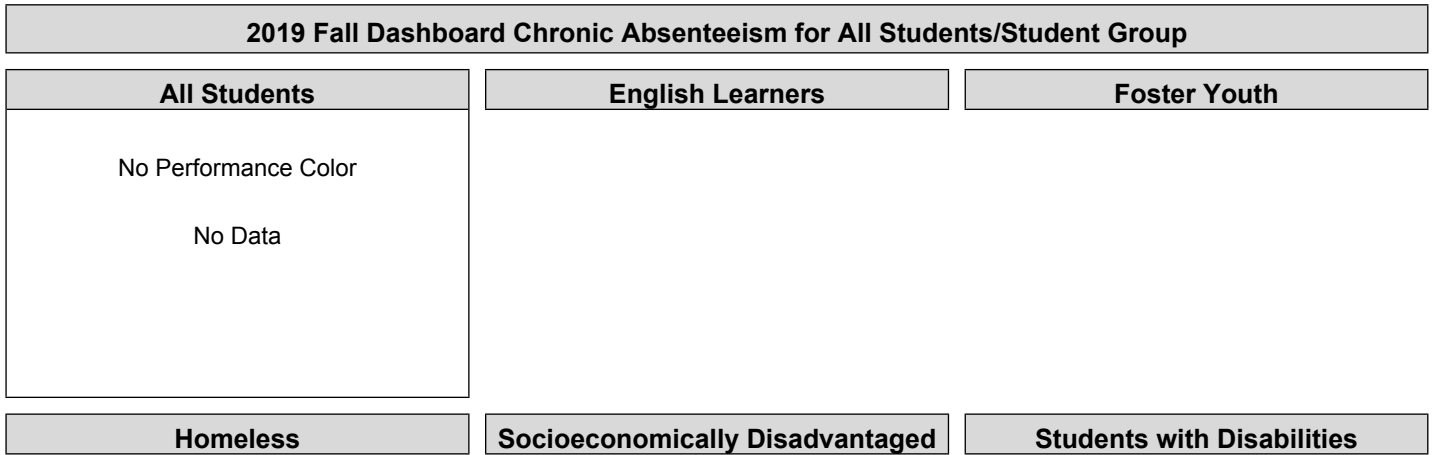 2019 Fall Dashboard Chronic Absenteeism for All Students/Student Group
All Students
English Learners
Foster Youth
No Performance Color
No Data
Homeless
Socioeconomically Disadvantaged
Students with Disabilities